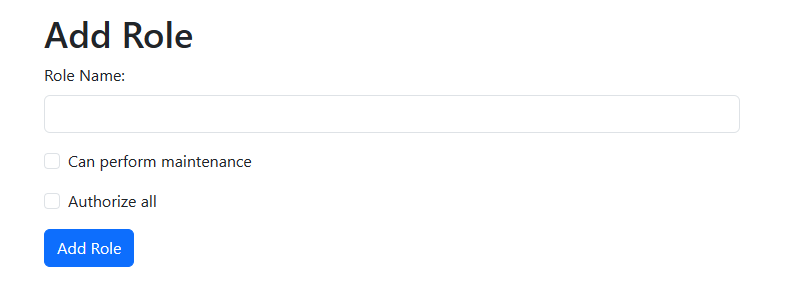 Add Role
Role Name:
Can perform maintenance
Authorize all
Add Role